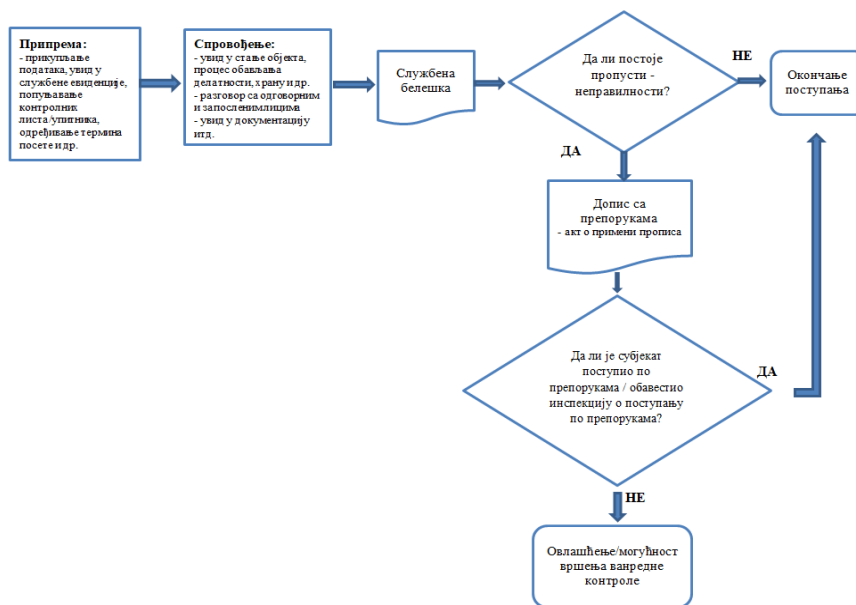 Припрема:
- прикупљање
података, увид у
службене евиденције,
попуњавање
контролник
листа/упитника,
одређивање термина
посете и др.
Спровођење:
- увид у стање објекта,
процес обављања
делатности, храну и др.
- разговор са одговорним
и запосленимлицима
- увид у документацију
итд.
Службена
белешка
Да ли постоје
пропусти -
неправилности?
НЕ
Окончање
поступања
ДА
Допис са
препорукама
- акт о примени прописа
Да ли је субјекат
поступио по
препорукама / обавестио
инспекцију о поступању
по препорукама?
ДА
НЕ
Овлашћење/могућност
вршења ванредне
контроле